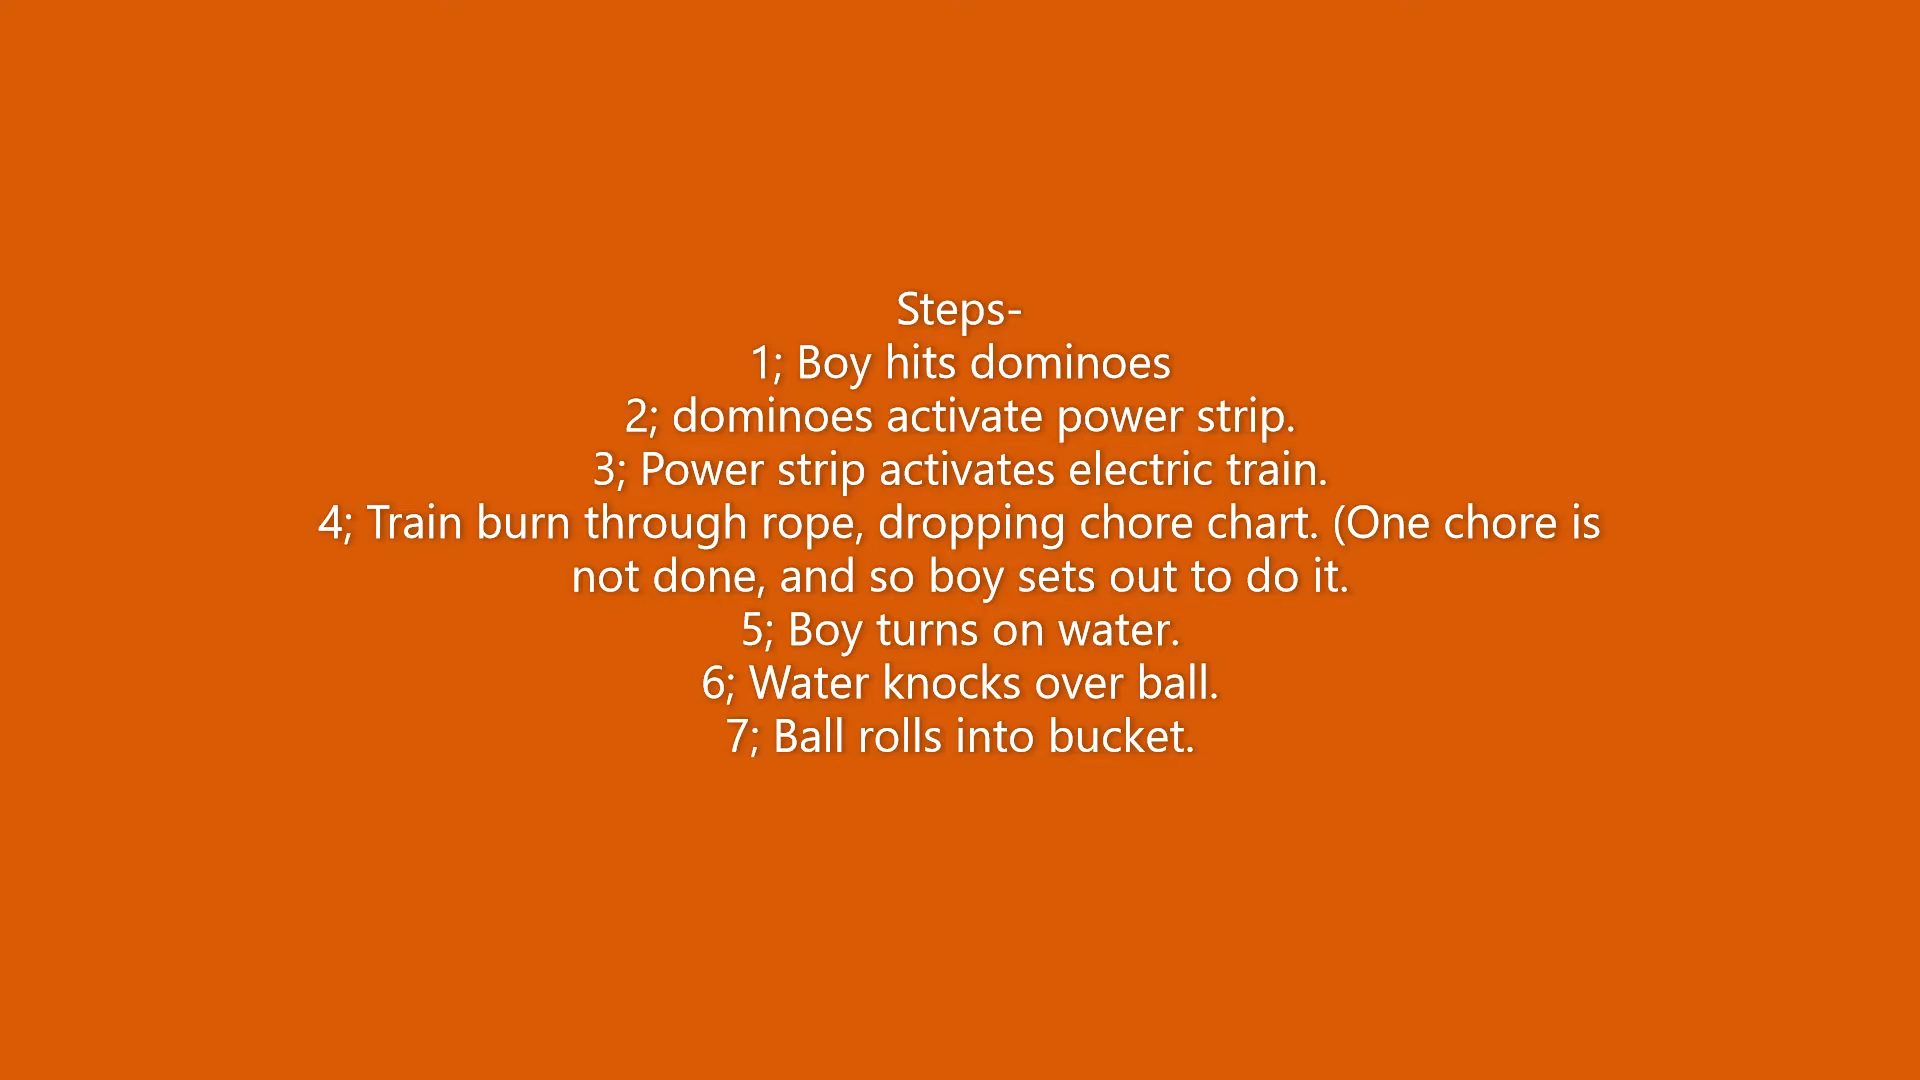 Steps-
1; Boy hits dominoes
2; dominoes activate power strip.
3; Power strip activates electric train.
4; Train burn through rope, dropping chore chart. (One chore is
not done, and so boy sets out to do it.
5; Boy turns on water.
6; Water knocks over ball.
7; Ball rolls into bucket.